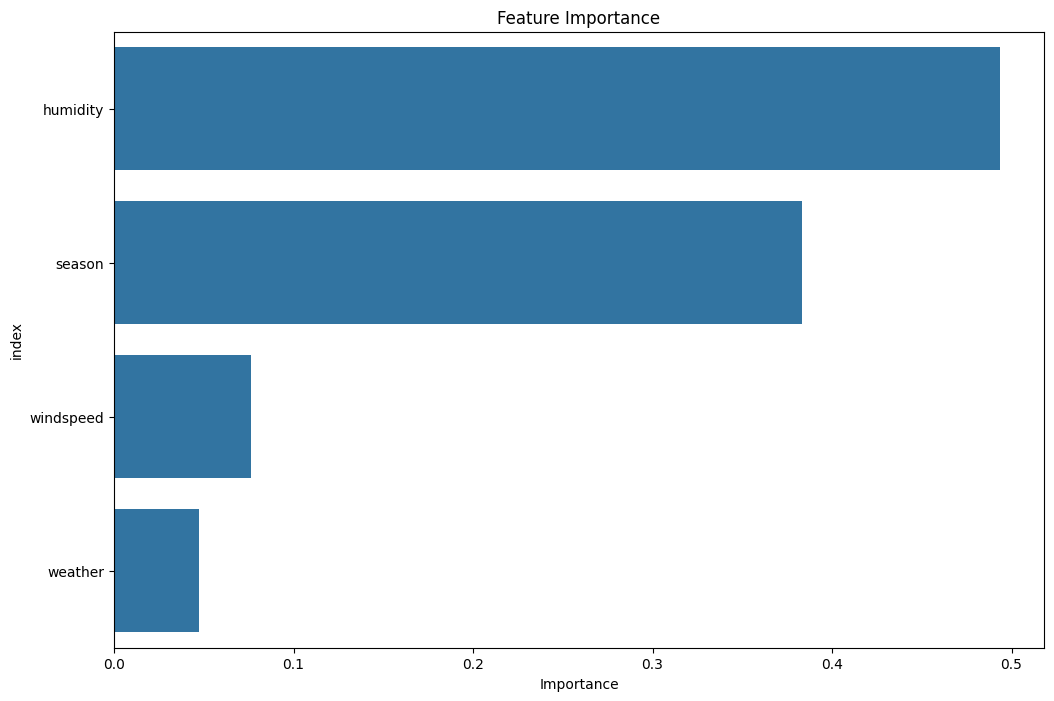 Feature Importance
humidity
season
windspeed
weather
index
0.0 0.1 0.2 0.3 0.4 0.5
Importance